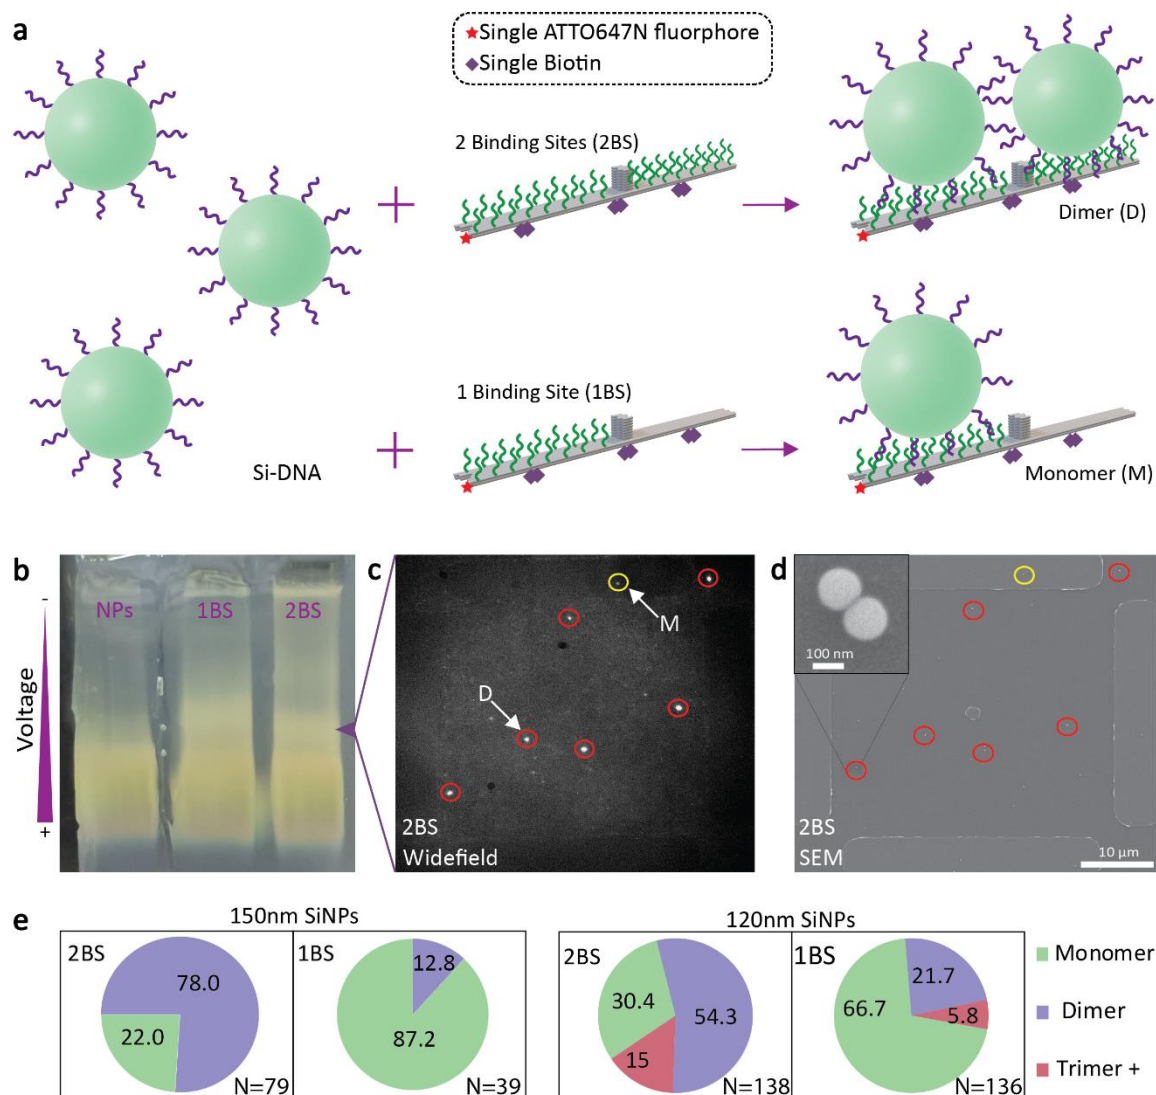 a
Single ATTO647N fluorphore
Single Biotin
2 Binding Sites (2BS)
Dimer (D)
1 Binding Site (1BS)
Si-DNA
Monomer (M)
b
NPs
1BS
2BS
-
Voltage
+
c
M
D
2BS
Widefield
d
100 nm
2BS
SEM
10 µm
e
150nm SiNPs
120nm SiNPs
2BS
78.0
22.0
N=79
1BS
12.8
87.2
N=39
2BS
30.4
54.3
15
N=138
1BS
21.7
66.7
5.8
N=136
Monomer
Dimer
Trimer +